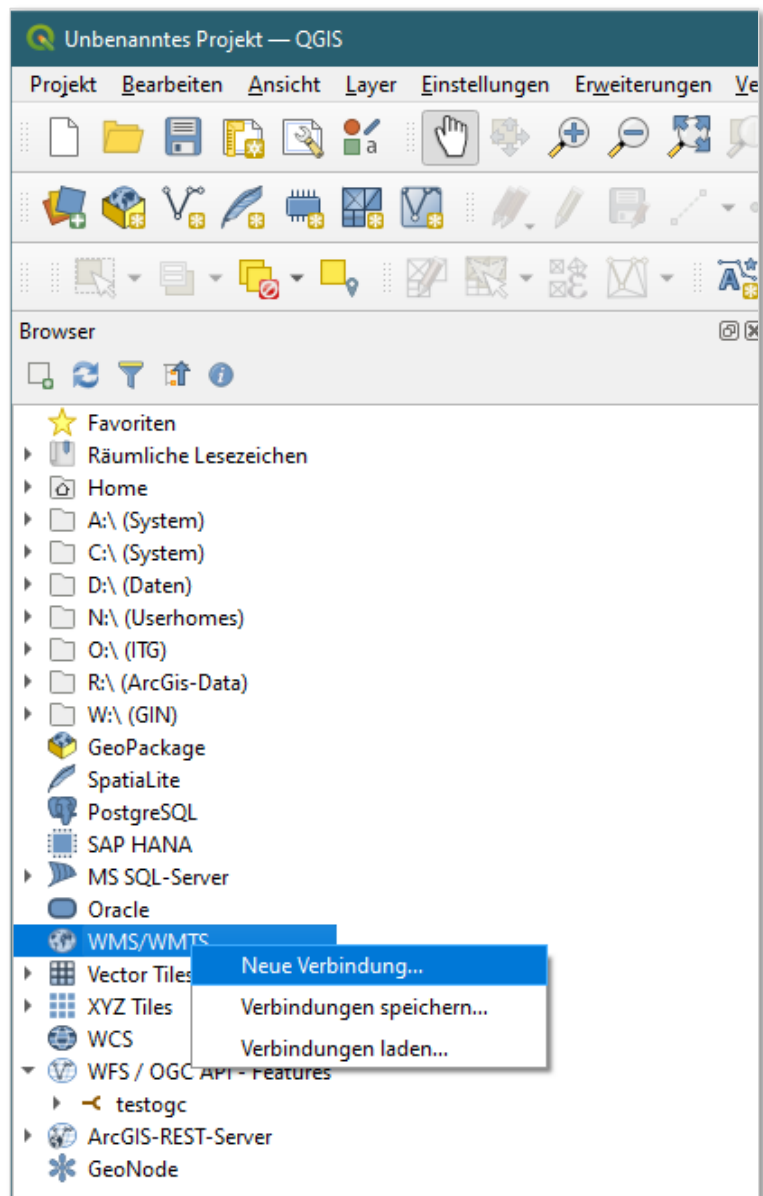 Unbenanntes Projekt — QGIS
Projekt Bearbeiten Ansicht Layer Einstellungen Erweiterungen Ve
a
A
Browser
Favoriten
Räumliche Lesezeichen
Home
A:\ (System)
C:\ (System)
D:\ (Daten)
N:\ (Userhomes)
O:\ (ITG)
R:\ (ArcGis-Data)
W:\ (GIN)
GeoPackage
SpatiaLite
PostgreSQL
SAP HANA
MS SQL-Server
Oracle
WMS/WMTS
Neue Verbindung...
Vector Tiles
XYZ Tiles
Verbindungen speichern...
WCS
Verbindungen laden...
WFS / OGC API - Features
testogc
ArcGIS-REST-Server
GeoNode